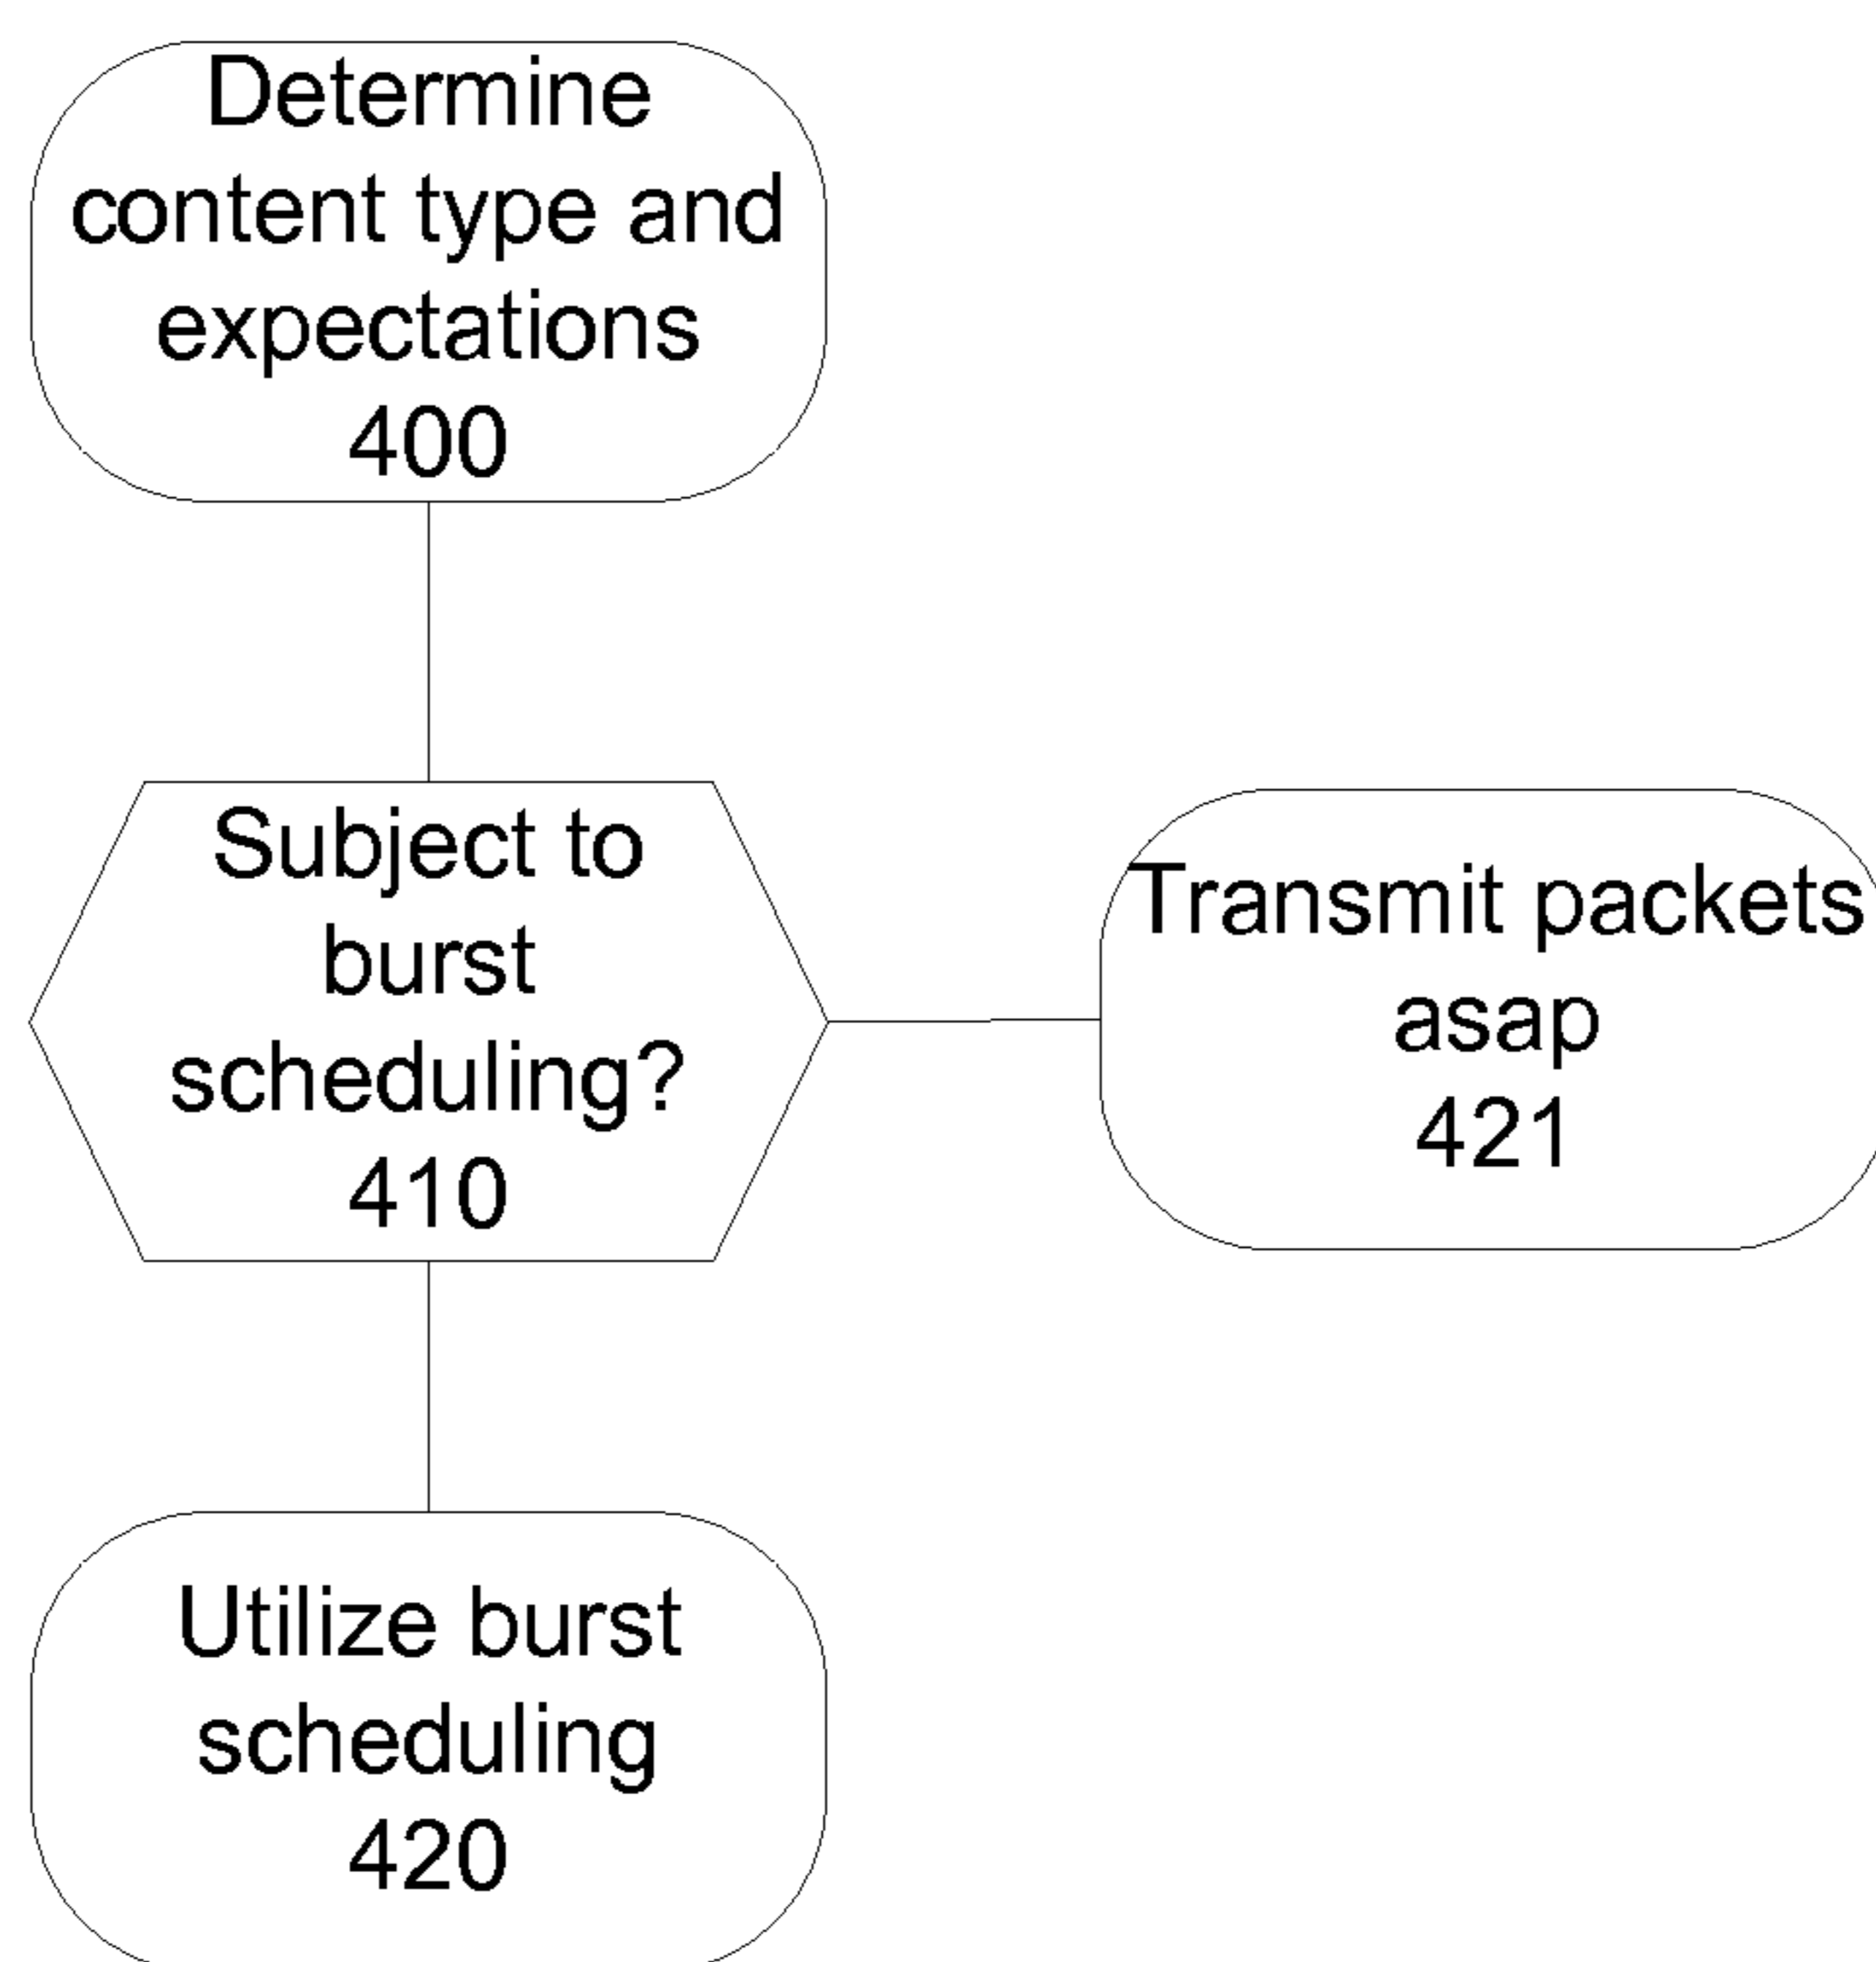 Determine
content type and
expectations
400
Subject to
burst
scheduling?
410
Transmit packets
asap
421
Utilize burst
scheduling
420